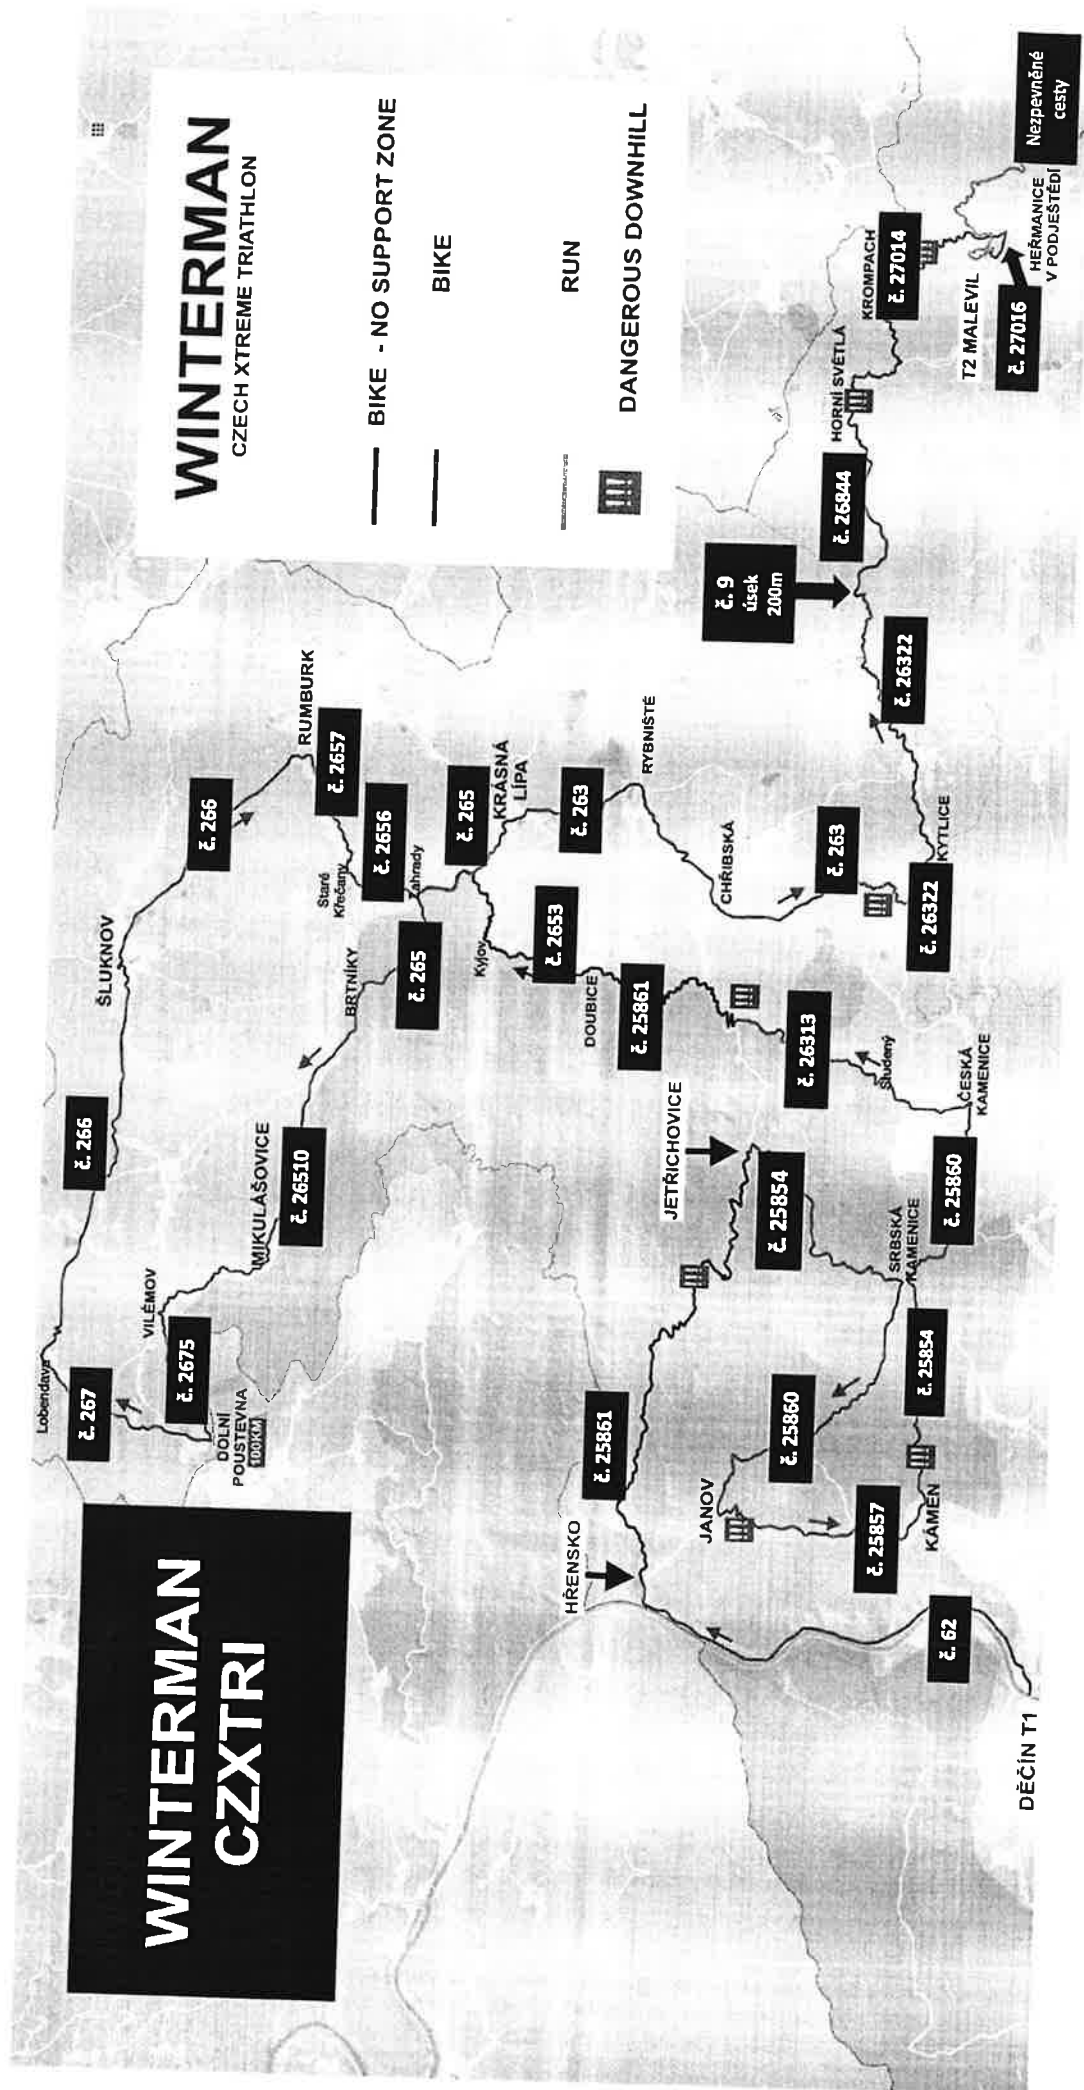 WINTERMAN
CZXTRI
WINTERMAN
CZECH XTREME TRIATHLON
BIKE - NO SUPPORT ZONE
BIKE
RUN
DANGEROUS DOWNHILL
Lobendava
č. 267
č. 266
ŠLUKNOV
č. 266
RUMBURK
VILÉMOV
č. 2675
DOLNÍ
POUSTEVNA
100KM
MIKULÁŠOVICE
č. 26510
BRTNÍKY
Staré
Křečany
č. 2657
č. 2656
Zahrady
č. 265
č. 265
KRÁSNÁ
LÍPA
Kyjov
č. 2653
č. 263
DOUBICE
č. 25861
RYBNIŠTĚ
HŘENSKO
č. 25861
JETŘICHOVICE
CHŘIBSKÁ
č. 9
úsek
200m
JANOV
č. 25860
č. 25854
č. 26313
č. 263
č. 26844
HORNÍ SVĚTLÁ
KROMPACH
č. 27014
č. 25857
SRBSKÁ
KAMENICE
Studený
č. 26322
č. 26322
KYTLICE
KÁMEN
č. 25854
č. 25860
ČESKÁ
KAMENICE
č. 62
T2 MALEVIL
č. 27016
HEŘMANICE
V PODJEŠTĚDÍ
Nezpevněné
cesty
DĚČÍN T1